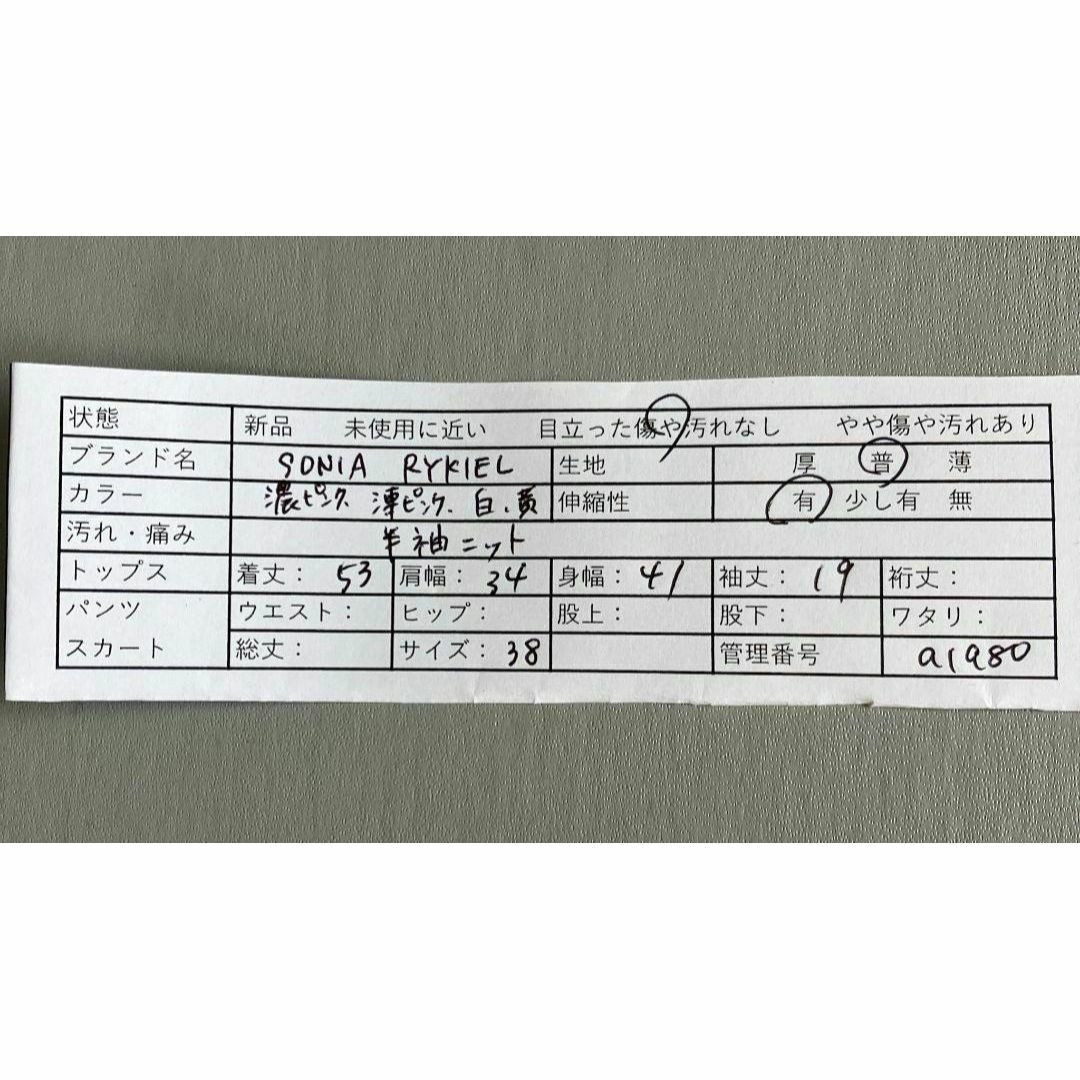 状態 新品 未使用に近い 目立った傷や汚れなし やや傷や汚れあり
ブランド名 SONIA RYKIEL 生地 厚 普 薄
カラー 濃ピンク 薄ピンク、白、黄 伸縮性 有 少し有 無
汚れ・痛み 半袖ニット
トップス 着丈: 53 肩幅: 34 身幅: 41 袖丈: 19 裄丈:
パンツ ウエスト: ヒップ: 股上: 股下: ワタリ:
スカート 総丈: サイズ: 38 管理番号 a1980